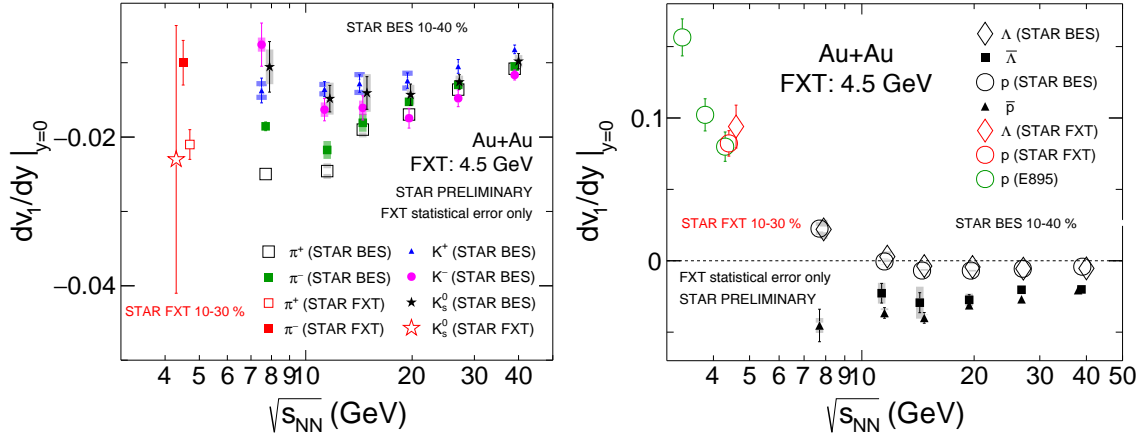 STAR BES 10-40 %
Au+Au
FXT: 4.5 GeV
STAR PRELIMINARY
FXT statistical error only
π⁺ (STAR BES)
π⁻ (STAR BES)
π⁺ (STAR FXT)
π⁻ (STAR FXT)
K⁺ (STAR BES)
K⁻ (STAR BES)
K⁰ₛ (STAR BES)
K⁰ₛ (STAR FXT)
STAR FXT 10-30 %
−0.02
−0.04
dv₁/dy |y=0
4 5 6 7 8 9 10 20 30 40
√sNN (GeV)
Au+Au
FXT: 4.5 GeV
Λ (STAR BES)
Λ̅
p (STAR BES)
p̅
Λ (STAR FXT)
p (STAR FXT)
p (E895)
STAR FXT 10-30 %
STAR BES 10-40 %
FXT statistical error only
STAR PRELIMINARY
0.1
0
dv₁/dy |y=0
4 5 6 7 8 9 10 20 30 40 50
√sNN (GeV)